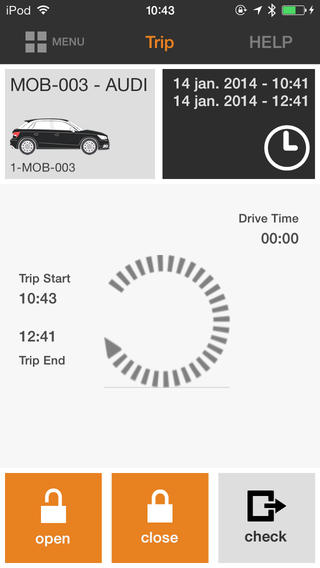 iPod 10:43
MENU Trip HELP
MOB-003 - AUDI
1-MOB-003
14 jan. 2014 - 10:41
14 jan. 2014 - 12:41
Drive Time
00:00
Trip Start
10:43
12:41
Trip End
open close check